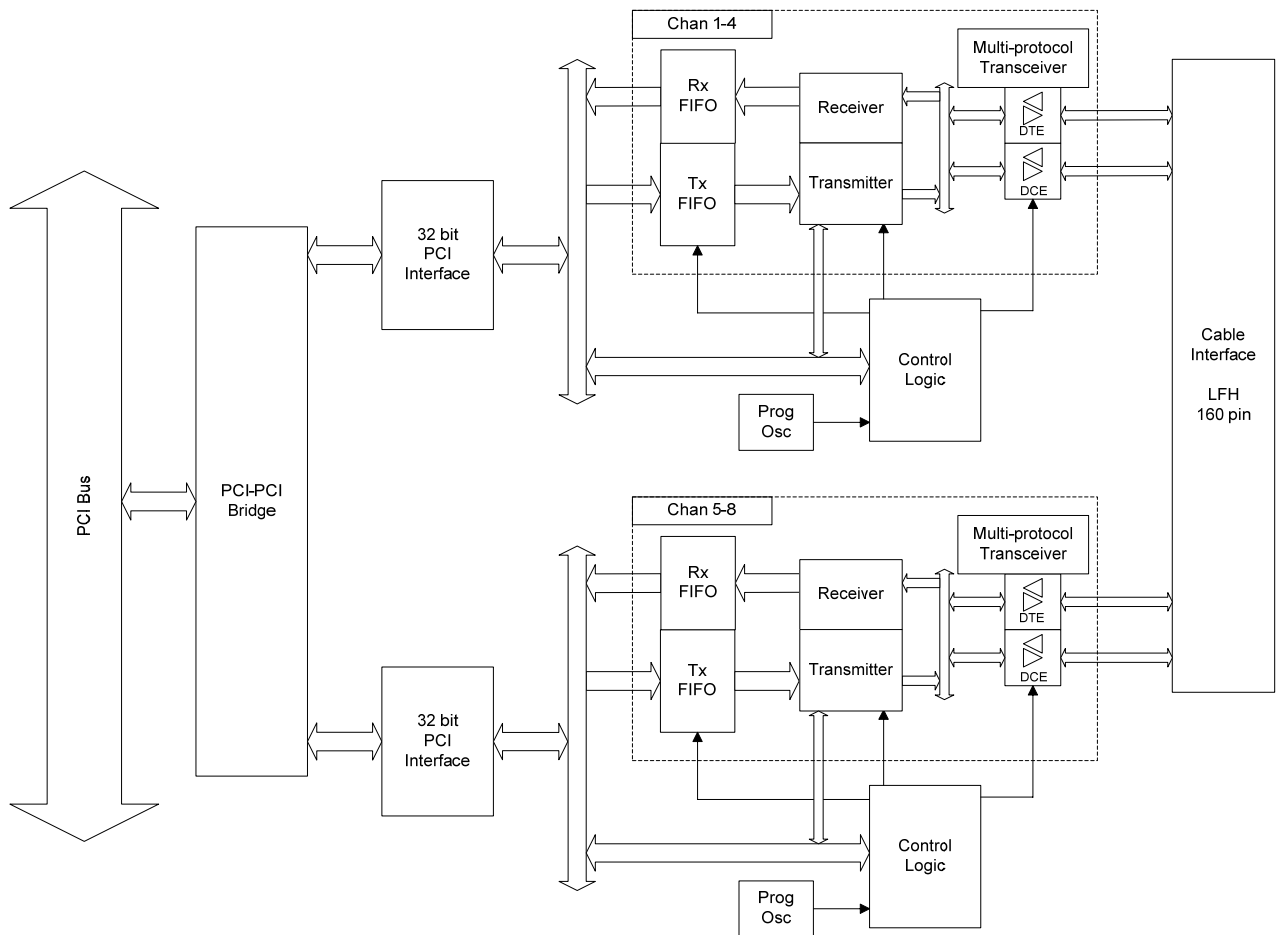 Chan 1-4
Multi-protocol
Transceiver
Rx
FIFO
Receiver
DTE
Tx
FIFO
Transmitter
DCE
32 bit
PCI
Interface
Control
Logic
Prog
Osc
Cable
Interface
LFH
160 pin
PCI Bus
PCI-PCI
Bridge
Chan 5-8
Multi-protocol
Transceiver
Rx
FIFO
Receiver
DTE
Tx
FIFO
Transmitter
DCE
32 bit
PCI
Interface
Control
Logic
Prog
Osc